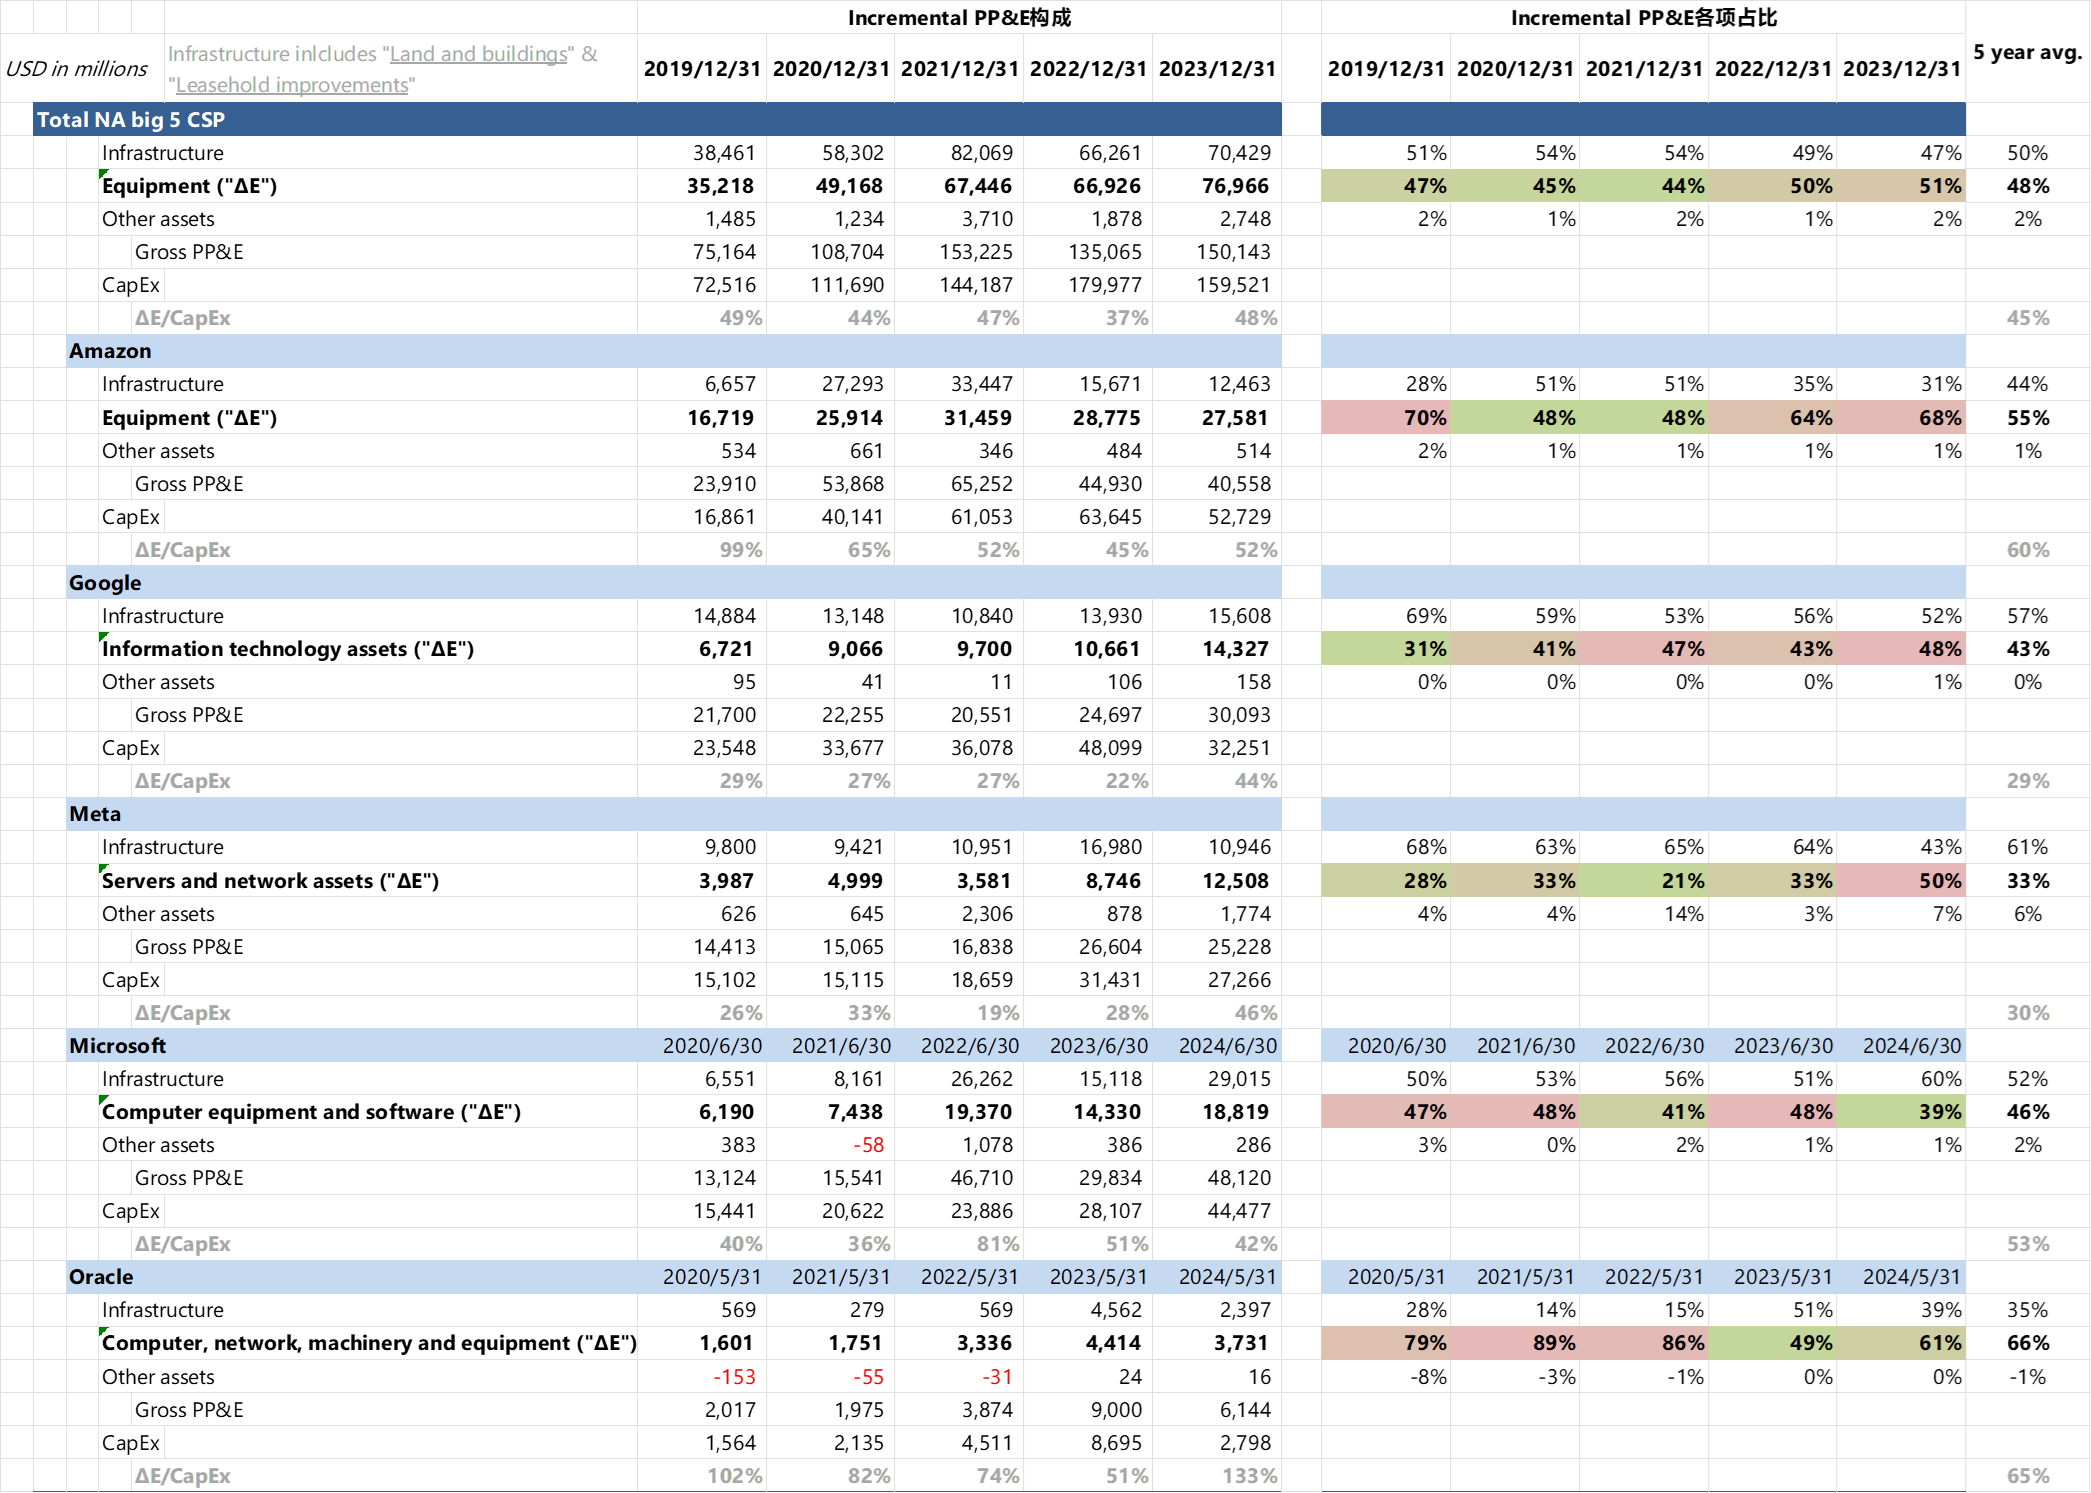 Incremental PP&E构成 Incremental PP&E各项占比
USD in millions Infrastructure inlcludes "Land and buildings" & "Leasehold improvements" 2019/12/31 2020/12/31 2021/12/31 2022/12/31 2023/12/31 2019/12/31 2020/12/31 2021/12/31 2022/12/31 2023/12/31 5 year avg.
Total NA big 5 CSP
Infrastructure 38,461 58,302 82,069 66,261 70,429 51% 54% 54% 49% 47% 50%
Equipment ("ΔE") 35,218 49,168 67,446 66,926 76,966 47% 45% 44% 50% 51% 48%
Other assets 1,485 1,234 3,710 1,878 2,748 2% 1% 2% 1% 2% 2%
Gross PP&E 75,164 108,704 153,225 135,065 150,143
CapEx 72,516 111,690 144,187 179,977 159,521
ΔE/CapEx 49% 44% 47% 37% 48% 45%
Amazon
Infrastructure 6,657 27,293 33,447 15,671 12,463 28% 51% 51% 35% 31% 44%
Equipment ("ΔE") 16,719 25,914 31,459 28,775 27,581 70% 48% 48% 64% 68% 55%
Other assets 534 661 346 484 514 2% 1% 1% 1% 1% 1%
Gross PP&E 23,910 53,868 65,252 44,930 40,558
CapEx 16,861 40,141 61,053 63,645 52,729
ΔE/CapEx 99% 65% 52% 45% 52% 60%
Google
Infrastructure 14,884 13,148 10,840 13,930 15,608 69% 59% 53% 56% 52% 57%
Information technology assets ("ΔE") 6,721 9,066 9,700 10,661 14,327 31% 41% 47% 43% 48% 43%
Other assets 95 41 11 106 158 0% 0% 0% 0% 1% 0%
Gross PP&E 21,700 22,255 20,551 24,697 30,093
CapEx 23,548 33,677 36,078 48,099 32,251
ΔE/CapEx 29% 27% 27% 22% 44% 29%
Meta
Infrastructure 9,800 9,421 10,951 16,980 10,946 68% 63% 65% 64% 43% 61%
Servers and network assets ("ΔE") 3,987 4,999 3,581 8,746 12,508 28% 33% 21% 33% 50% 33%
Other assets 626 645 2,306 878 1,774 4% 4% 14% 3% 7% 6%
Gross PP&E 14,413 15,065 16,838 26,604 25,228
CapEx 15,102 15,115 18,659 31,431 27,266
ΔE/CapEx 26% 33% 19% 28% 46% 30%
Microsoft 2020/6/30 2021/6/30 2022/6/30 2023/6/30 2024/6/30 2020/6/30 2021/6/30 2022/6/30 2023/6/30 2024/6/30
Infrastructure 6,551 8,161 26,262 15,118 29,015 50% 53% 56% 51% 60% 52%
Computer equipment and software ("ΔE") 6,190 7,438 19,370 14,330 18,819 47% 48% 41% 48% 39% 46%
Other assets 383 -58 1,078 386 286 3% 0% 2% 1% 1% 2%
Gross PP&E 13,124 15,541 46,710 29,834 48,120
CapEx 15,441 20,622 23,886 28,107 44,477
ΔE/CapEx 40% 36% 81% 51% 42% 53%
Oracle 2020/5/31 2021/5/31 2022/5/31 2023/5/31 2024/5/31 2020/5/31 2021/5/31 2022/5/31 2023/5/31 2024/5/31
Infrastructure 569 279 569 4,562 2,397 28% 14% 15% 51% 39% 35%
Computer, network, machinery and equipment ("ΔE") 1,601 1,751 3,336 4,414 3,731 79% 89% 86% 49% 61% 66%
Other assets -153 -55 -31 24 16 -8% -3% -1% 0% 0% -1%
Gross PP&E 2,017 1,975 3,874 9,000 6,144
CapEx 1,564 2,135 4,511 8,695 2,798
ΔE/CapEx 102% 82% 74% 51% 133% 65%